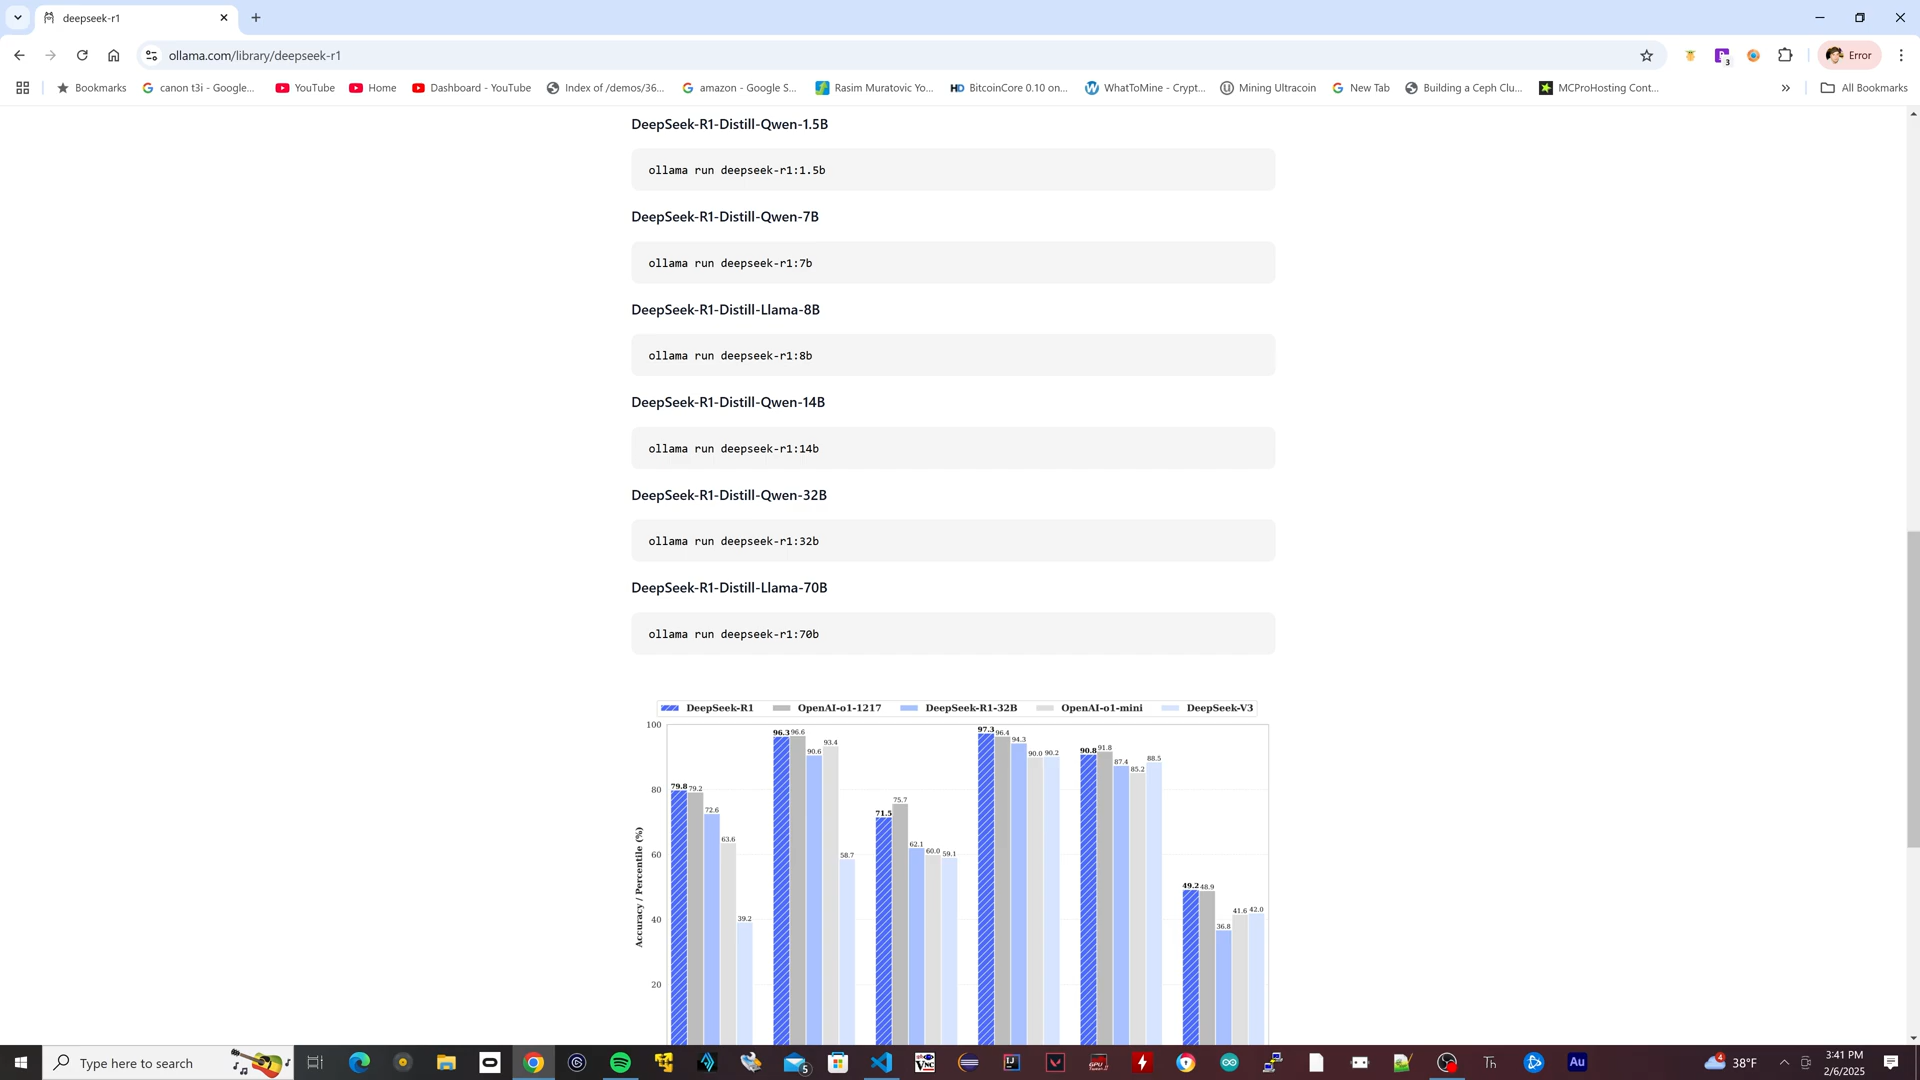 deepseek-r1
ollama.com/library/deepseek-r1
Error
3
Bookmarks
canon t3i - Google...
YouTube
Home
Dashboard - YouTube
Index of /demos/36...
amazon - Google S...
Rasim Muratovic Yo...
BitcoinCore 0.10 on...
WhatToMine - Crypt...
Mining Ultracoin
New Tab
Building a Ceph Clu...
MCProHosting Cont...
All Bookmarks
DeepSeek-R1-Distill-Qwen-1.5B
ollama run deepseek-r1:1.5b
DeepSeek-R1-Distill-Qwen-7B
ollama run deepseek-r1:7b
DeepSeek-R1-Distill-Llama-8B
ollama run deepseek-r1:8b
DeepSeek-R1-Distill-Qwen-14B
ollama run deepseek-r1:14b
DeepSeek-R1-Distill-Qwen-32B
ollama run deepseek-r1:32b
DeepSeek-R1-Distill-Llama-70B
ollama run deepseek-r1:70b
DeepSeek-R1 OpenAI-o1-1217 DeepSeek-R1-32B OpenAI-o1-mini DeepSeek-V3
Accuracy / Percentile (%)
100
80
60
40
20
79.8 79.2 72.6 63.6 39.2
96.3 96.6 90.6 93.4 58.7
71.5 75.7 62.1 60.0 59.1
97.3 96.4 94.3 90.0 90.2
90.8 91.8 87.4 85.2 88.5
49.2 48.9 36.8 41.6 42.0
Type here to search
5
Th
Au
4
38°F
3:41 PM
2/6/2025